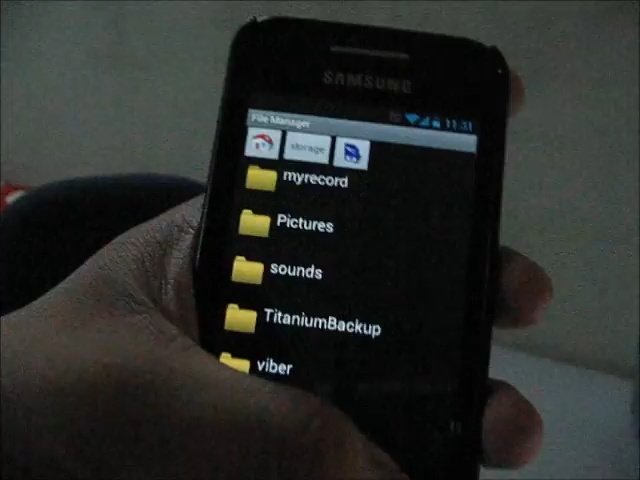 SAMSUNG
11:31
File Manager
storage
myrecord
Pictures
sounds
TitaniumBackup
viber